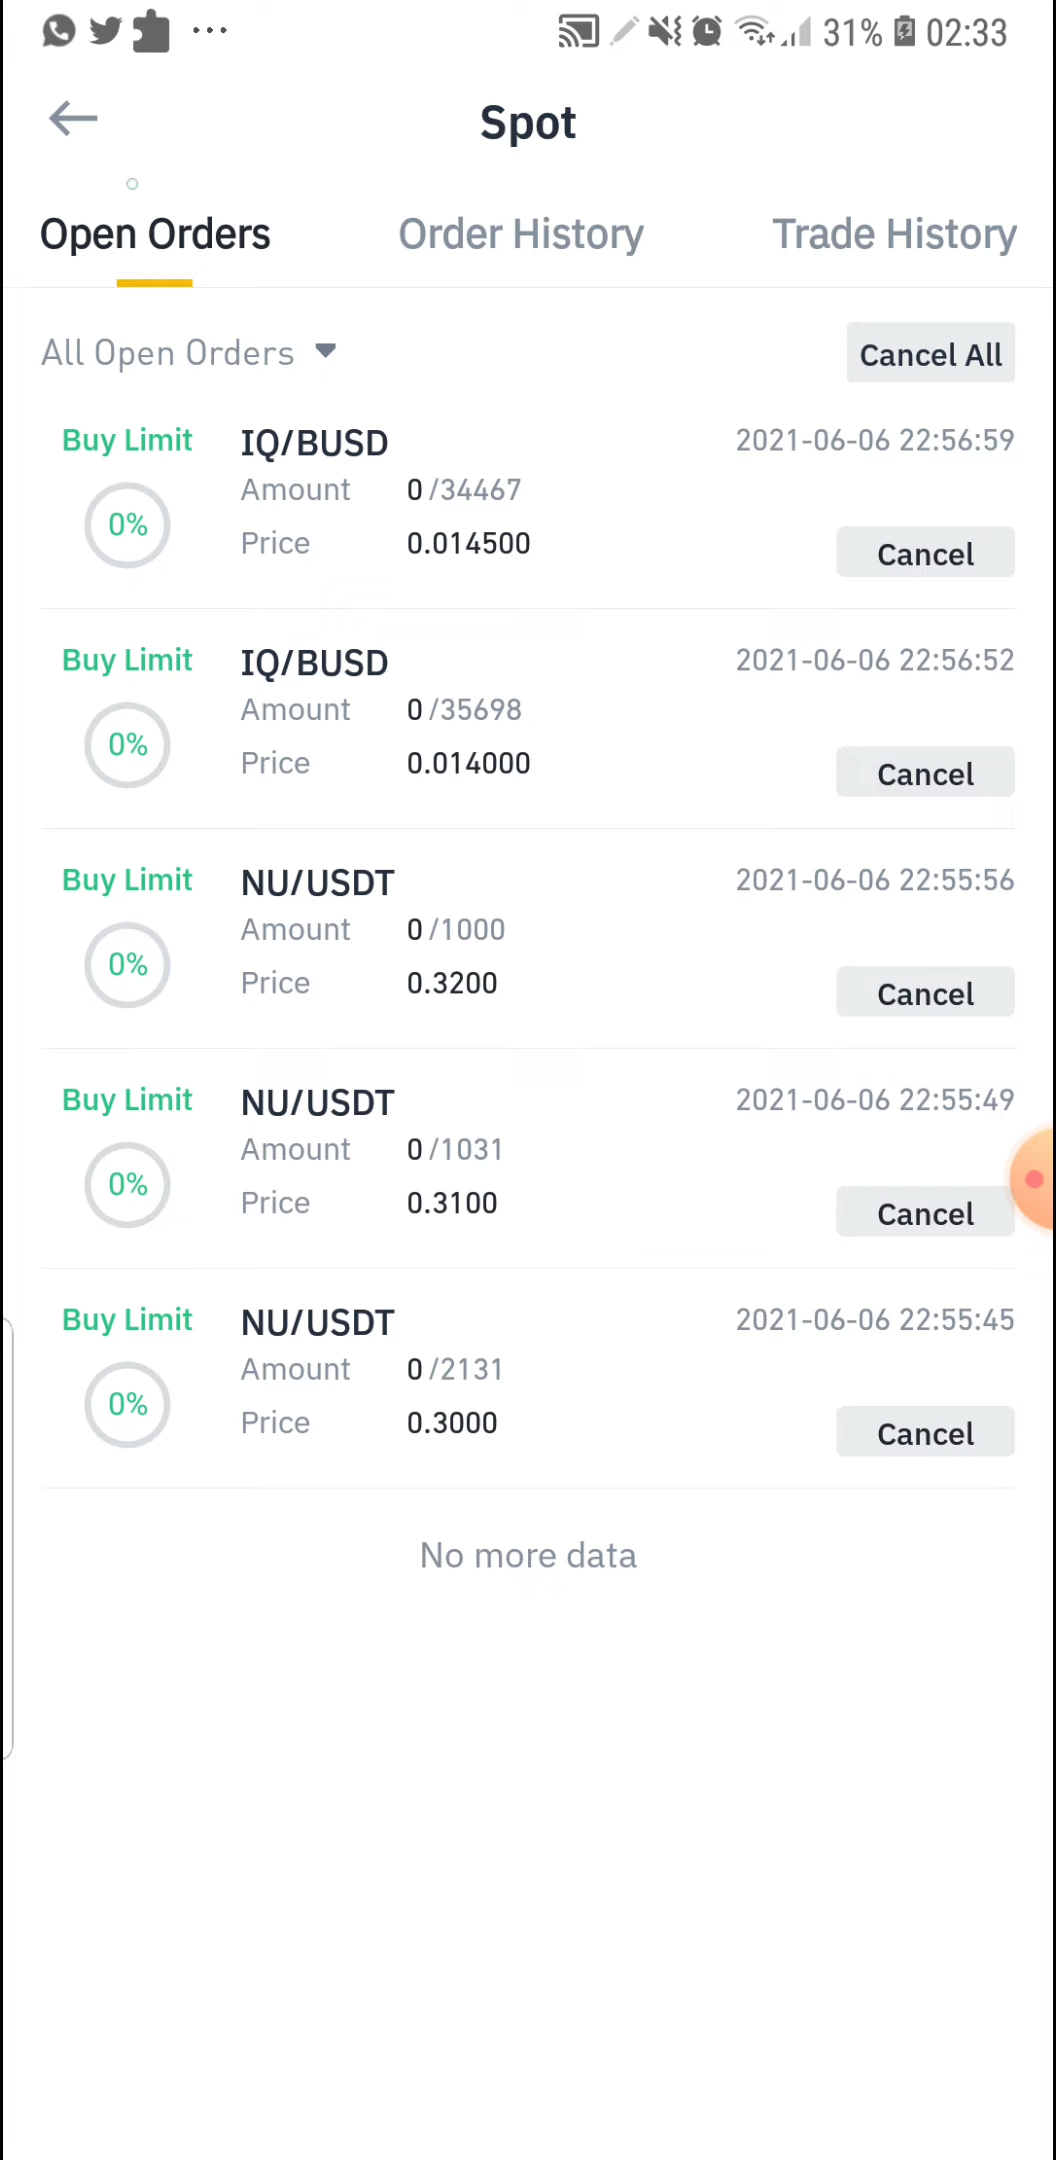 31% 02:33
Spot
Open Orders Order History Trade History
All Open Orders Cancel All
Buy Limit IQ/BUSD 2021-06-06 22:56:59
Amount 0 /34467
0%
Price 0.014500
Cancel
Buy Limit IQ/BUSD 2021-06-06 22:56:52
Amount 0 /35698
0%
Price 0.014000
Cancel
Buy Limit NU/USDT 2021-06-06 22:55:56
Amount 0 /1000
0%
Price 0.3200
Cancel
Buy Limit NU/USDT 2021-06-06 22:55:49
Amount 0 /1031
0%
Price 0.3100
Cancel
Buy Limit NU/USDT 2021-06-06 22:55:45
Amount 0 /2131
0%
Price 0.3000
Cancel
No more data